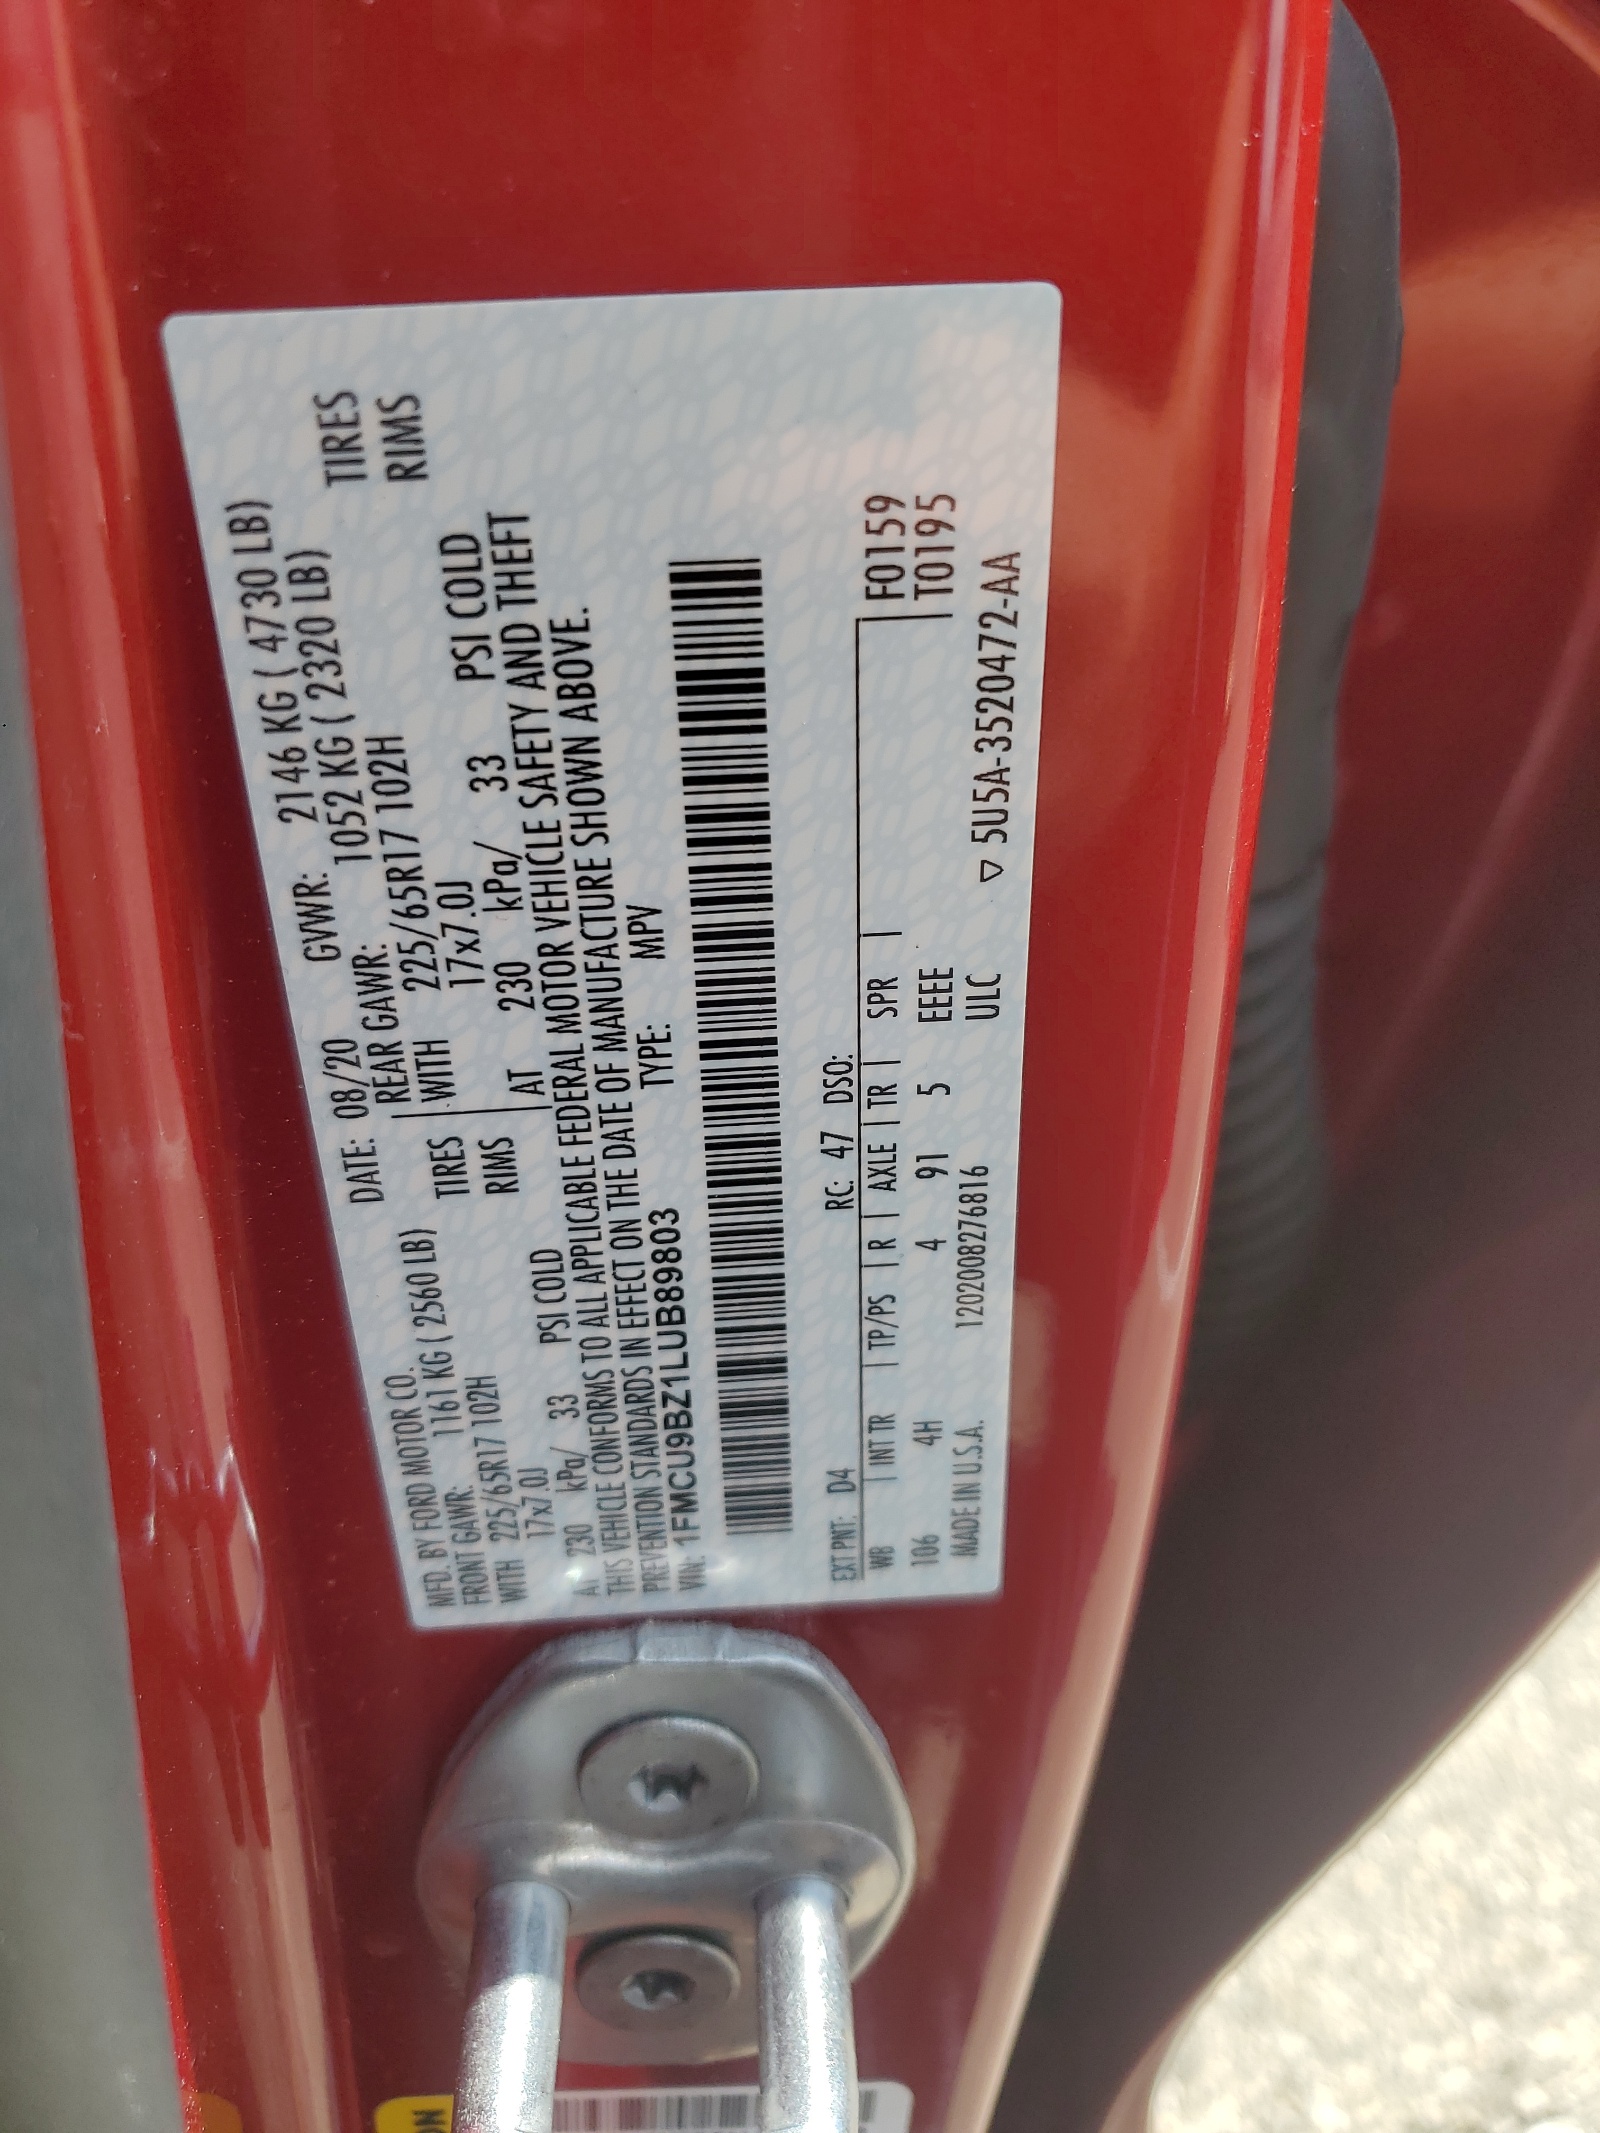 MFD. BY FORD MOTOR CO. DATE: 08/20 GVWR: 2146 KG ( 4730 LB)
FRONT GAWR: 1161 KG ( 2560 LB) REAR GAWR: 1052 KG ( 2320 LB)
WITH 225/65R17 102H TIRES WITH 225/65R17 102H TIRES
17x7.0J RIMS 17x7.0J RIMS
AT 230 kPa/ 33 PSI COLD AT 230 kPa/ 33 PSI COLD
THIS VEHICLE CONFORMS TO ALL APPLICABLE FEDERAL MOTOR VEHICLE SAFETY AND THEFT
PREVENTION STANDARDS IN EFFECT ON THE DATE OF MANUFACTURE SHOWN ABOVE.
VIN: 1FMCU9BZ1LUB89803 TYPE: MPV
EXT PNT: D4 RC: 47 DSO:
WB | INT TR | TP/PS | R | AXLE | TR | SPR | F0159
106 4H 4 91 5 EEEE T0195
MADE IN U.S.A. 1202008276816 ULC ▽ 5U5A-3520472-AA
ON